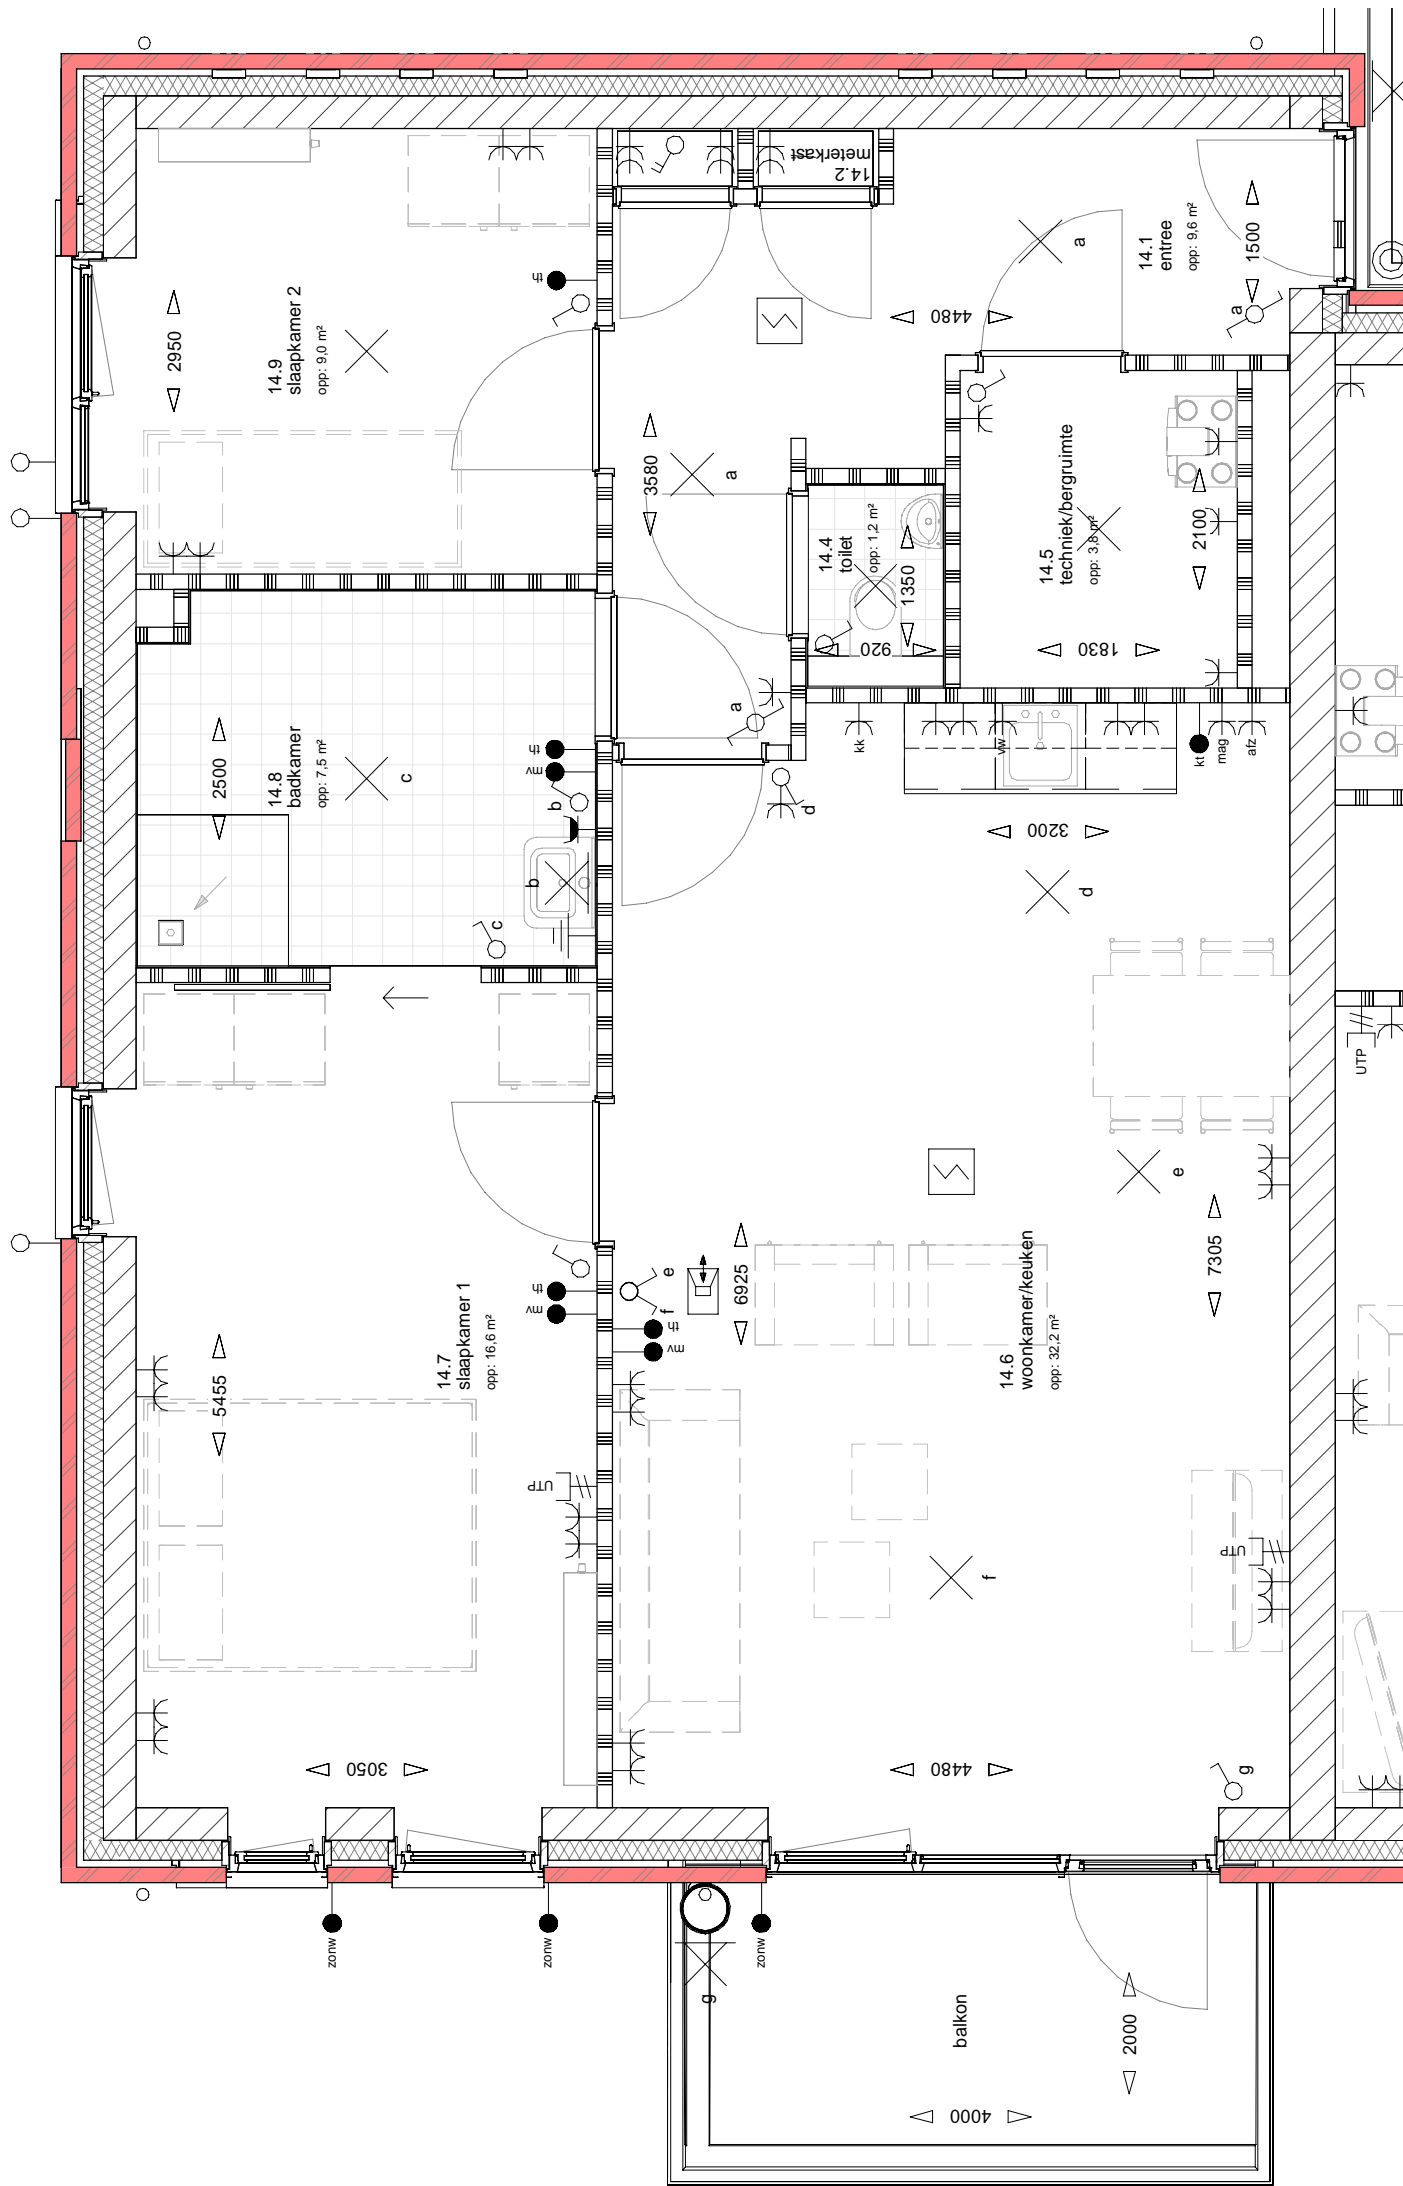 14.2
meterkast
a
14.1
entree
opp: 9,6 m²
1500
a
4480
th
2950
14.9
slaapkamer 2
opp: 9,0 m²
3580
a
14.4
toilet
opp: 1,2 m²
1350
920
14.5
techniek/bergruimte
opp: 3,8 m²
2100
1830
2500
14.8
badkamer
opp: 7,5 m²
c
th
mv
b
b
c
a
d
kk
vw
kt
mag
afz
3200
d
UTP
e
7305
6925
14.6
woonkamer/keuken
opp: 32,2 m²
e
f
th
mv
th
mv
14.7
slaapkamer 1
opp: 16,6 m²
5455
UTP
UTP
f
3050
4480
g
zonw
zonw
zonw
g
balkon
2000
4000